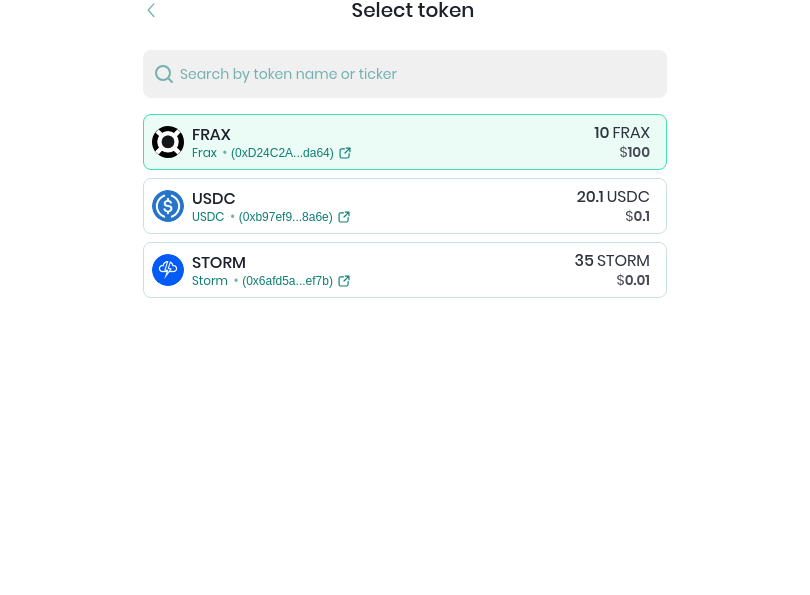 Select token
Search by token name or ticker
FRAX
10 FRAX
Frax • (0xD24C2A...da64)
$100
USDC
20.1 USDC
USDC • (0xb97ef9...8a6e)
$0.1
STORM
35 STORM
Storm • (0x6afd5a...ef7b)
$0.01